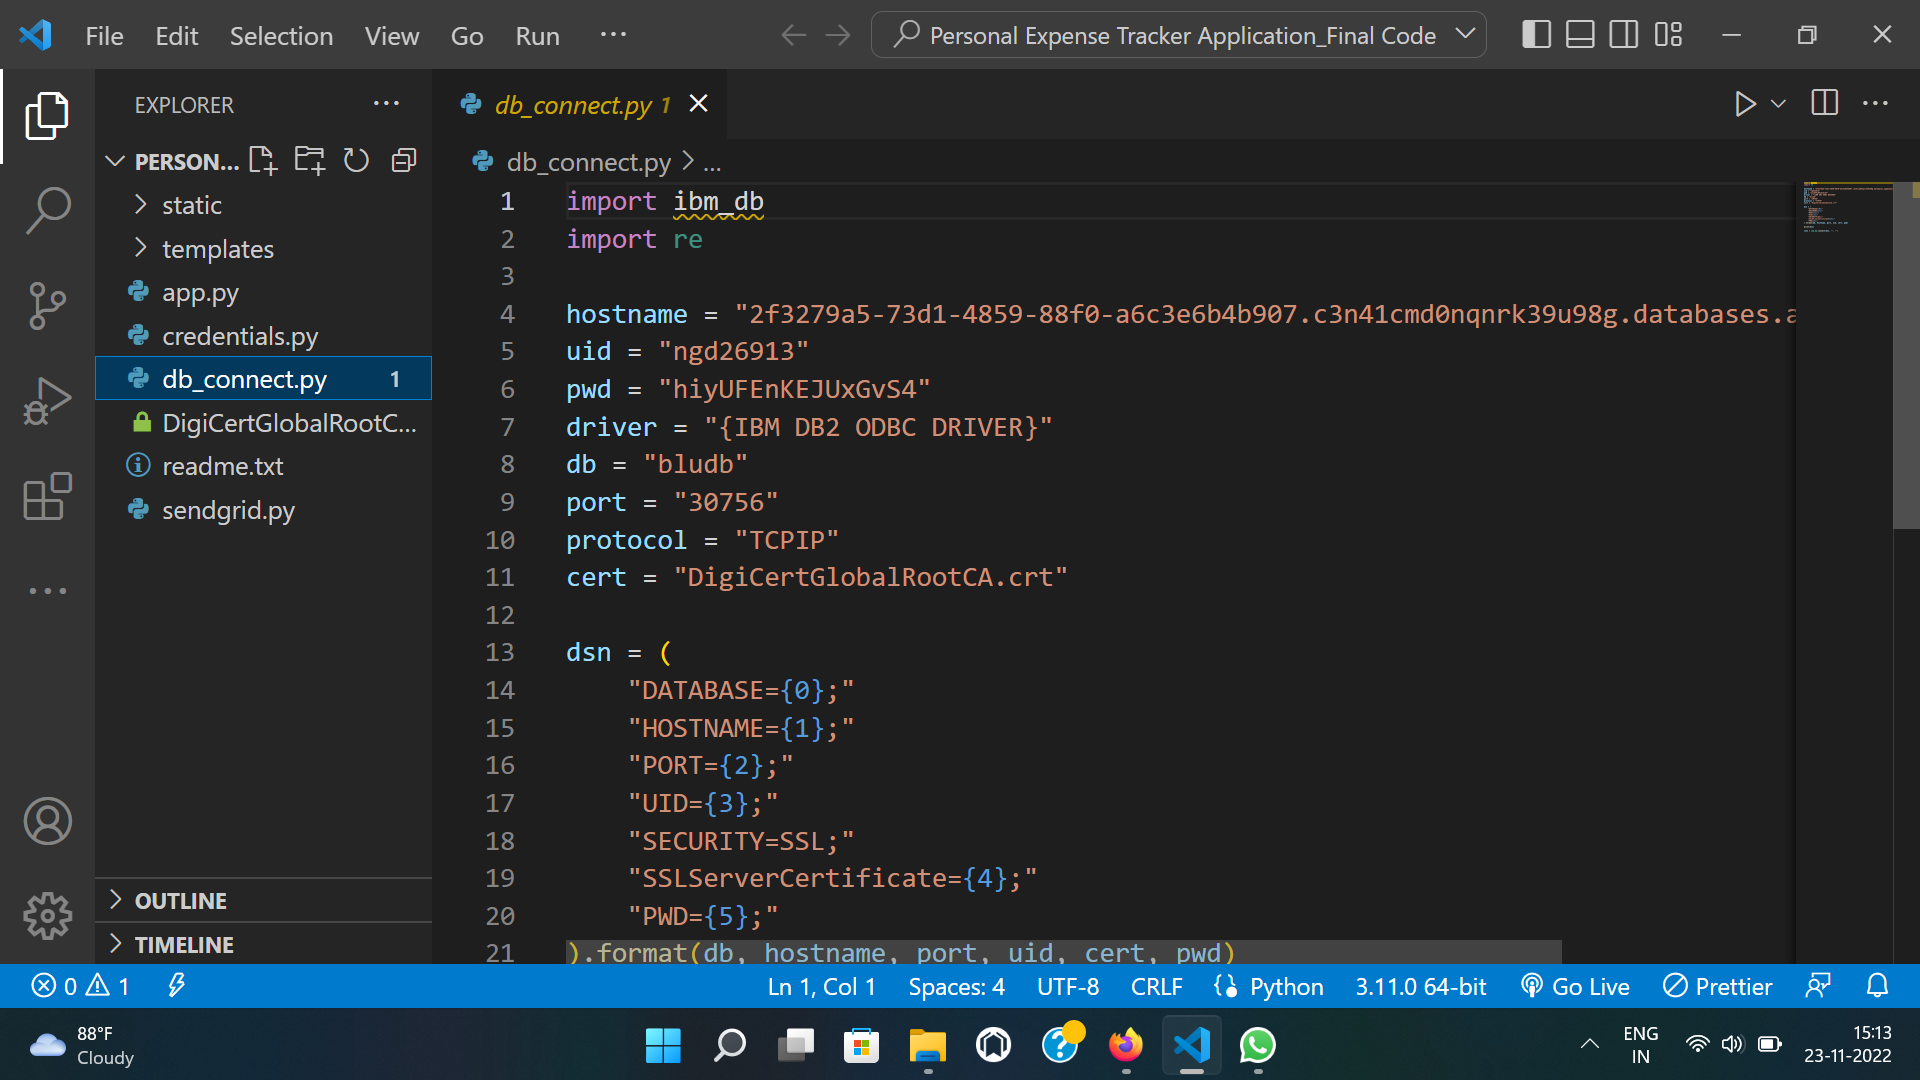 File Edit Selection View Go Run ...
Personal Expense Tracker Application_Final Code
EXPLORER
PERSON...
static
templates
app.py
credentials.py
db_connect.py 1
DigiCertGlobalRootC...
readme.txt
sendgrid.py
OUTLINE
TIMELINE
db_connect.py 1
db_connect.py > ...
1 import ibm_db
2 import re
3
4 hostname = "2f3279a5-73d1-4859-88f0-a6c3e6b4b907.c3n41cmd0nqnrk39u98g.databases.a
5 uid = "ngd26913"
6 pwd = "hiyUFEnKEJUxGvS4"
7 driver = "{IBM DB2 ODBC DRIVER}"
8 db = "bludb"
9 port = "30756"
10 protocol = "TCPIP"
11 cert = "DigiCertGlobalRootCA.crt"
12
13 dsn = (
14 "DATABASE={0};"
15 "HOSTNAME={1};"
16 "PORT={2};"
17 "UID={3};"
18 "SECURITY=SSL;"
19 "SSLServerCertificate={4};"
20 "PWD={5};"
21 ).format(db, hostname, port, uid, cert, pwd)
0 1 Ln 1, Col 1 Spaces: 4 UTF-8 CRLF {} Python 3.11.0 64-bit Go Live Prettier
88°F
Cloudy
ENG
IN
15:13
23-11-2022